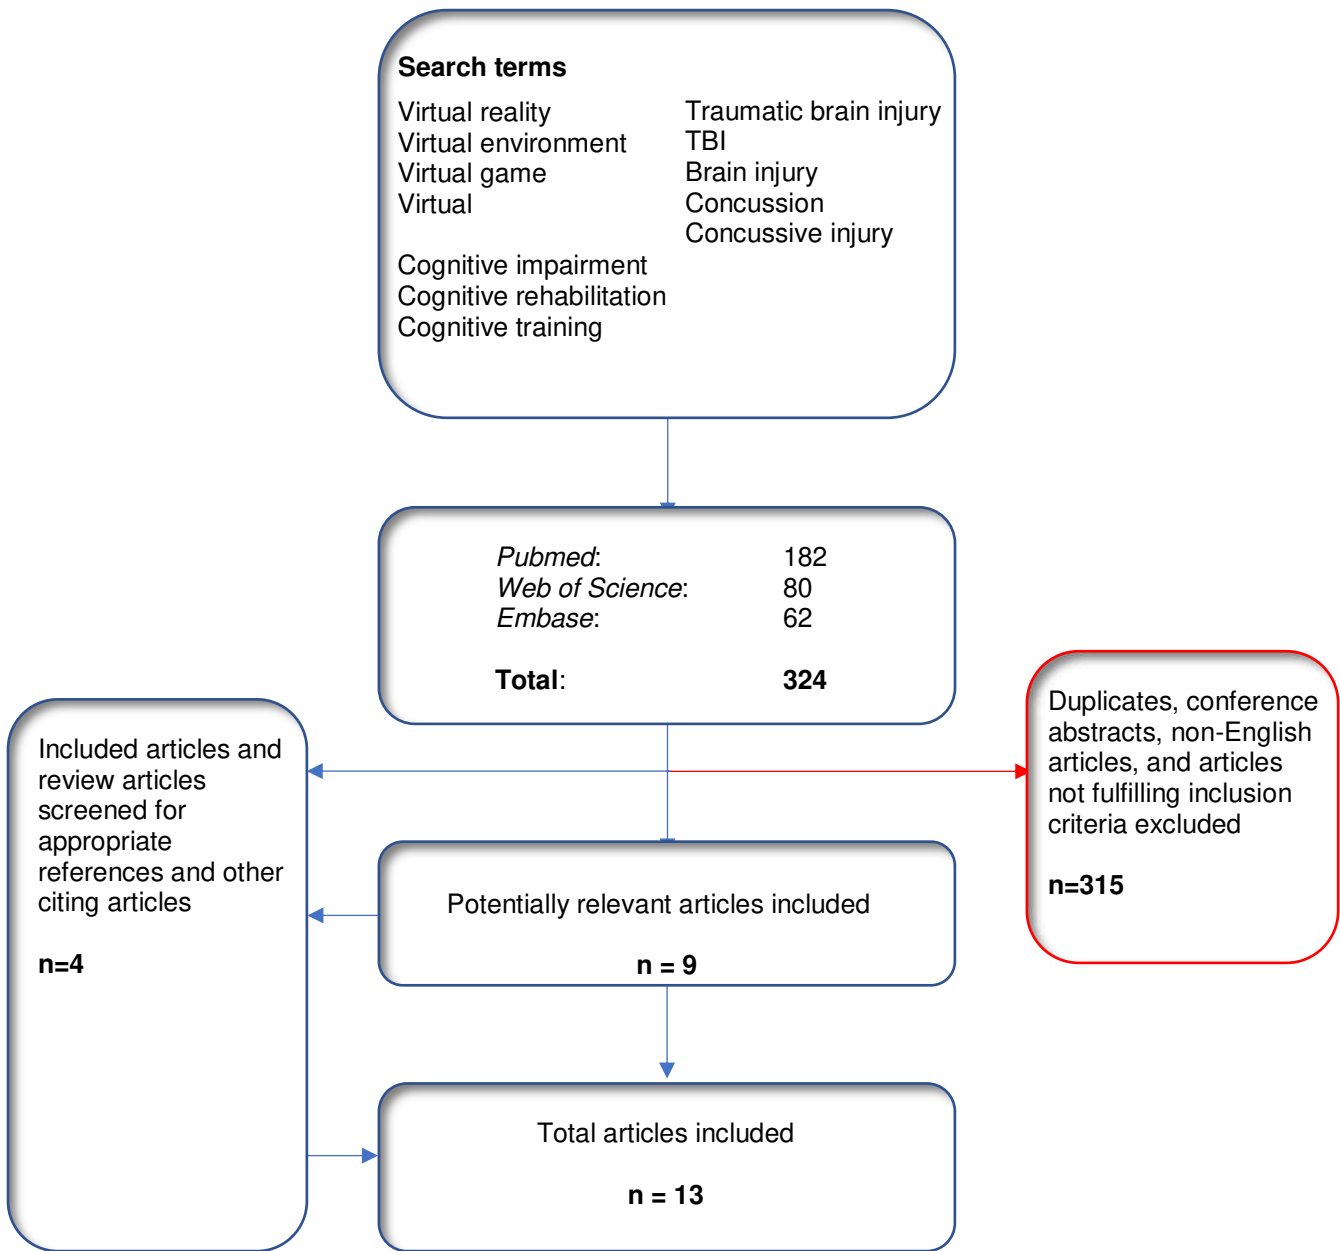 Search terms
Virtual reality
Virtual environment
Virtual game
Virtual
Cognitive impairment
Cognitive rehabilitation
Cognitive training
Traumatic brain injury
TBI
Brain injury
Concussion
Concussive injury
Pubmed: 182
Web of Science: 80
Embase: 62
Total: 324
Duplicates, conference
abstracts, non-English
articles, and articles
not fulfilling inclusion
criteria excluded
n=315
Included articles and
review articles
screened for
appropriate
references and other
citing articles
n=4
Potentially relevant articles included
n = 9
Total articles included
n = 13